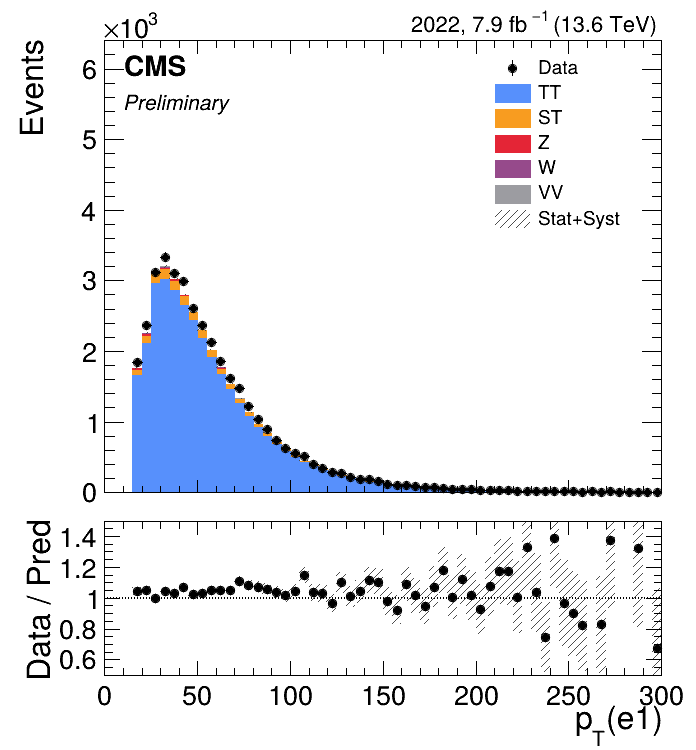 ×10³
2022, 7.9 fb⁻¹ (13.6 TeV)
Events
CMS
Preliminary
Data
TT
ST
Z
W
VV
Stat+Syst
6
5
4
3
2
1
0
Data / Pred
1.4
1.2
1
0.8
0.6
0 50 100 150 200 250 300
p_T(e1)